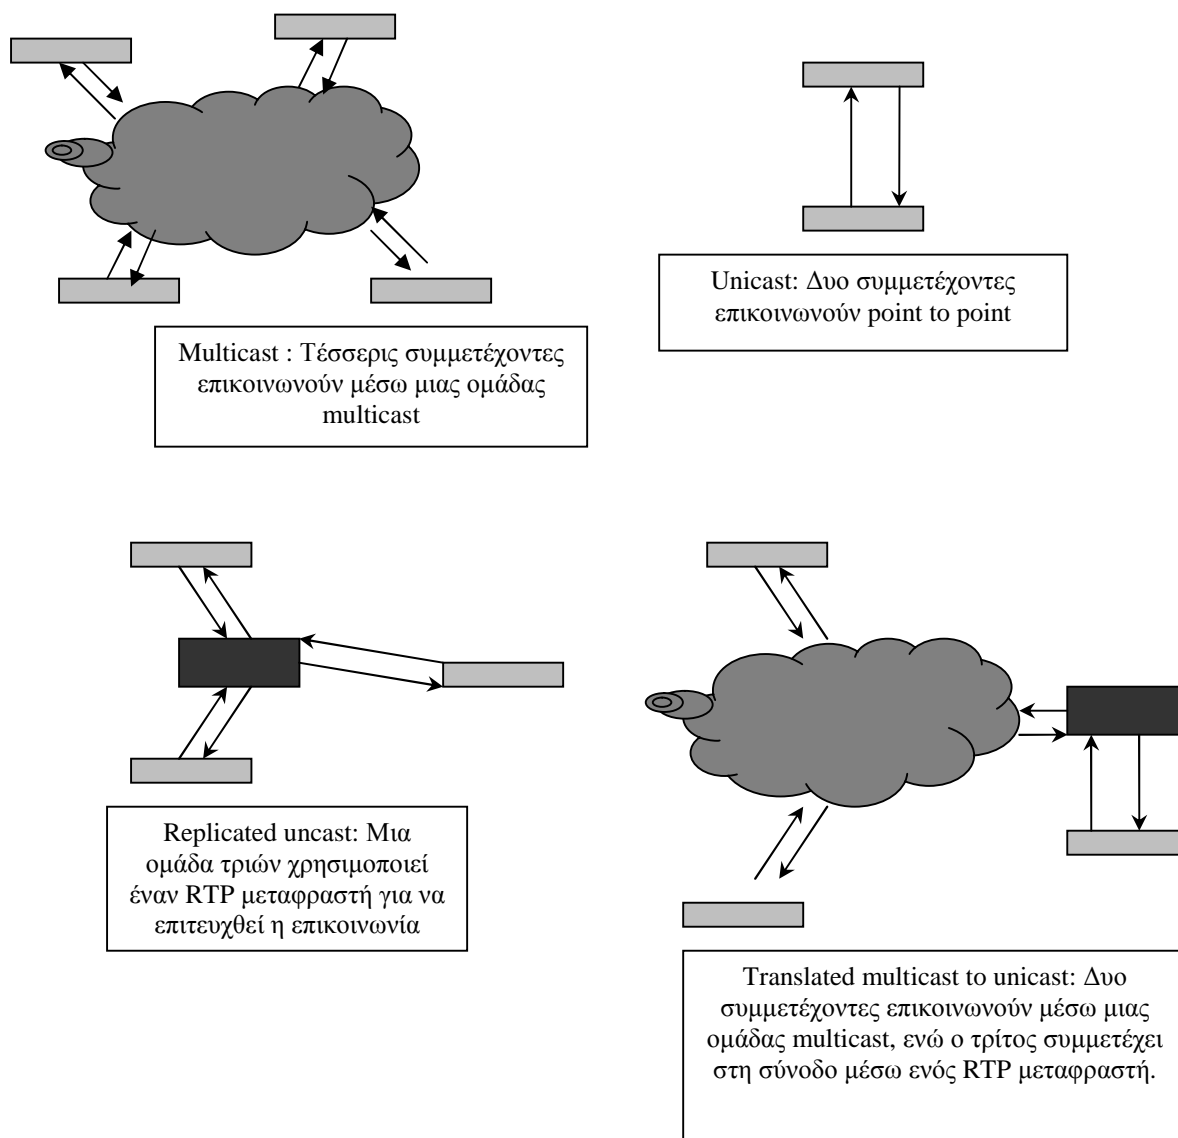 Multicast : Τέσσερις συμμετέχοντες
επικοινωνούν μέσω μιας ομάδας
multicast
Unicast: Δυο συμμετέχοντες
επικοινωνούν point to point
Replicated uncast: Μια
ομάδα τριών χρησιμοποιεί
έναν RTP μεταφραστή για να
επιτευχθεί η επικοινωνία
Translated multicast to unicast: Δυο
συμμετέχοντες επικοινωνούν μέσω μιας
ομάδας multicast, ενώ ο τρίτος συμμετέχει
στη σύνοδο μέσω ενός RTP μεταφραστή.